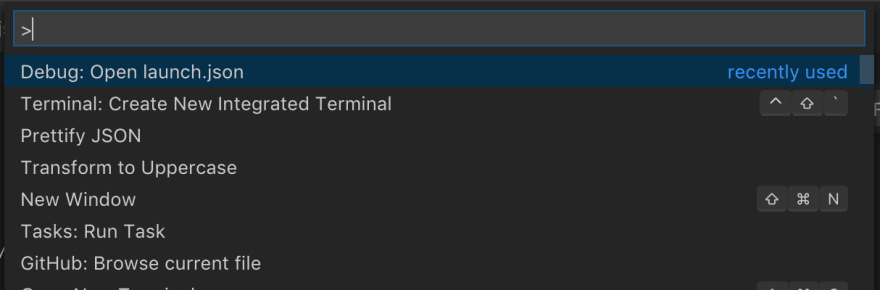 >
Debug: Open launch.json recently used
Terminal: Create New Integrated Terminal ^ ⇧ `
Prettify JSON
Transform to Uppercase
New Window ⇧ ⌘ N
Tasks: Run Task
GitHub: Browse current file